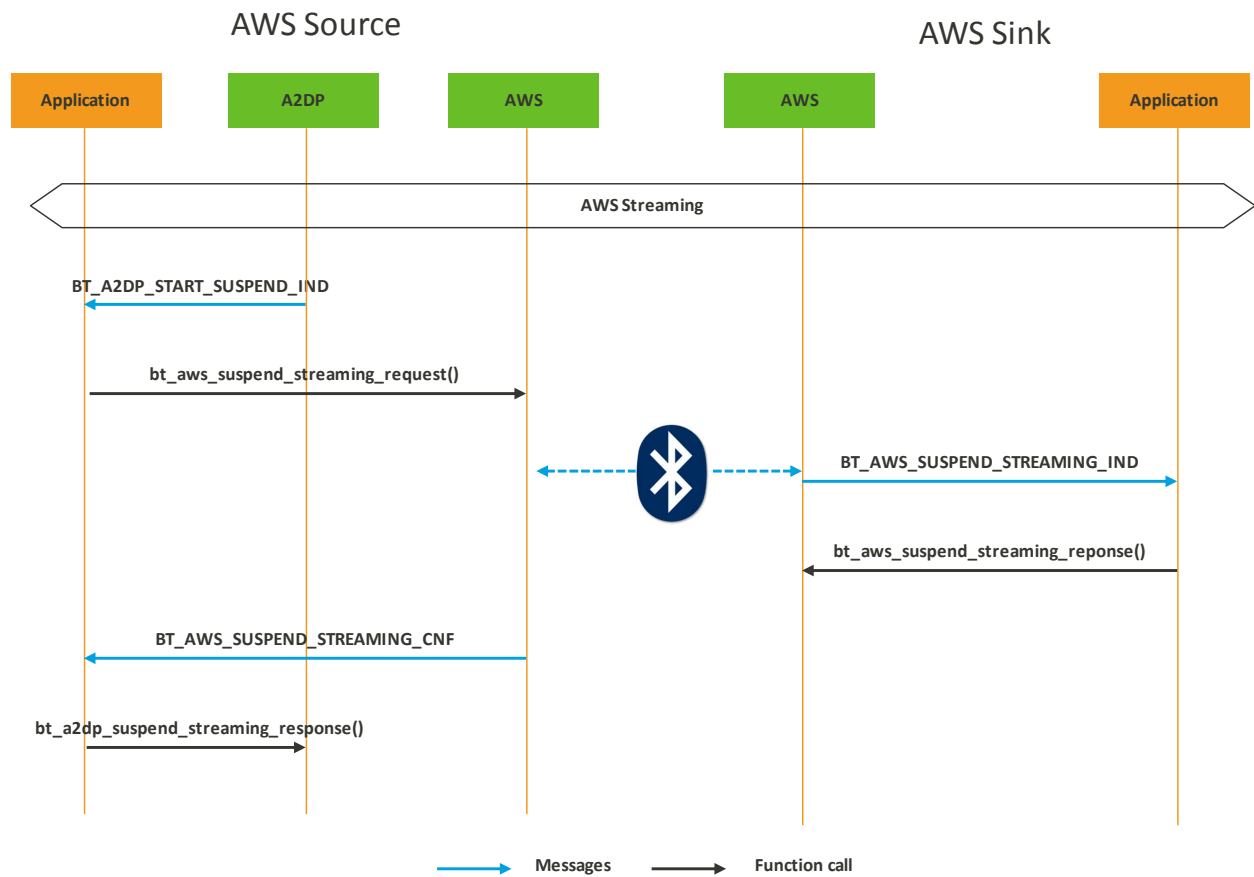 AWS Source
AWS Sink
Application
A2DP
AWS
AWS
Application
AWS Streaming
BT_A2DP_START_SUSPEND_IND
bt_aws_suspend_streaming_request()
BT_AWS_SUSPEND_STREAMING_IND
bt_aws_suspend_streaming_reponse()
BT_AWS_SUSPEND_STREAMING_CNF
bt_a2dp_suspend_streaming_response()
Messages
Function call